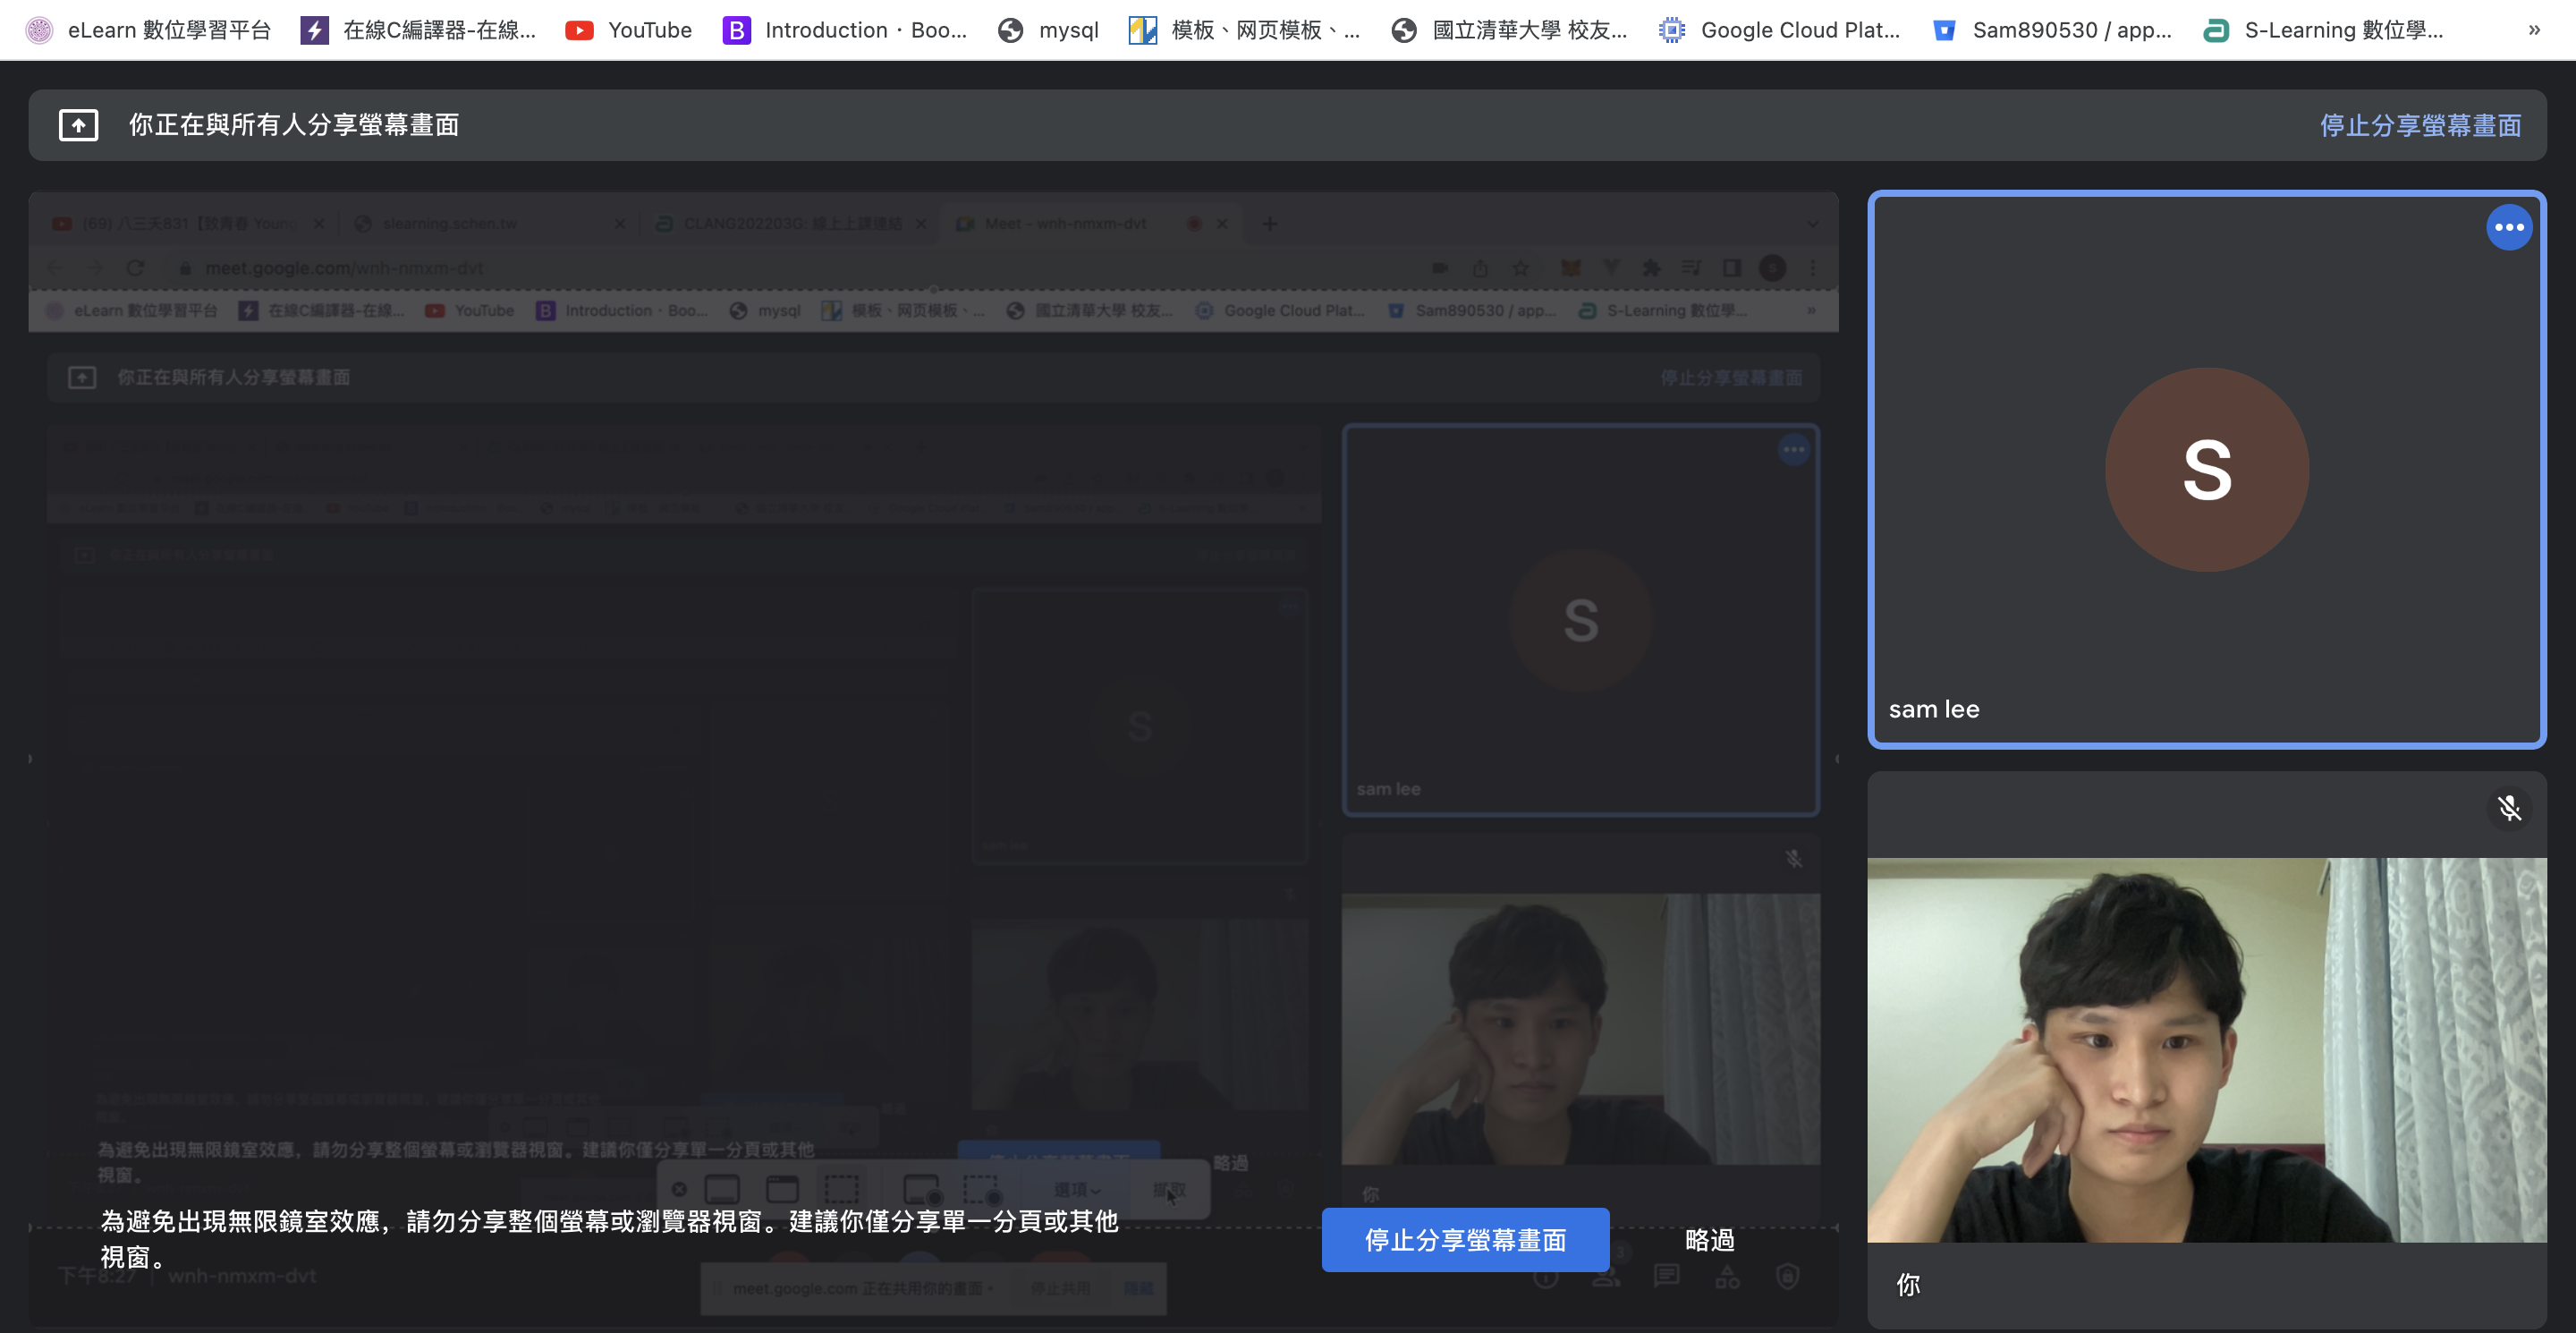 eLearn 數位學習平台 在線C編譯器-在線... YouTube B Introduction · Boo... mysql 模板、网页模板、... 國立清華大學 校友... Google Cloud Plat... Sam890530 / app... S-Learning 數位學... »
你正在與所有人分享螢幕畫面 停止分享螢幕畫面
(69) 八三夭831【致青春 Young slearning.schen.tw CLANG202203G: 線上上課連結 Meet - wnh-nmxm-dvt
meet.google.com/wnh-nmxm-dvt
eLearn 數位學習平台 在線C編譯器-在線... YouTube B Introduction · Boo... mysql 模板、网页模板、... 國立清華大學 校友... Google Cloud Plat... Sam890530 / app... S-Learning 數位學... »
你正在與所有人分享螢幕畫面 停止分享螢幕畫面
S
sam lee
S
sam lee
S
你
為避免出現無限鏡室效應，請勿分享整個螢幕或瀏覽器視窗。建議你僅分享單一分頁或其他
視窗。
停止分享螢幕畫面 略過
選項 擷取
為避免出現無限鏡室效應，請勿分享整個螢幕或瀏覽器視窗。建議你僅分享單一分頁或其他
視窗。
停止分享螢幕畫面 略過
下午8:27 | wnh-nmxm-dvt
meet.google.com 正在共用你的畫面。 停止共用 隱藏
3
你